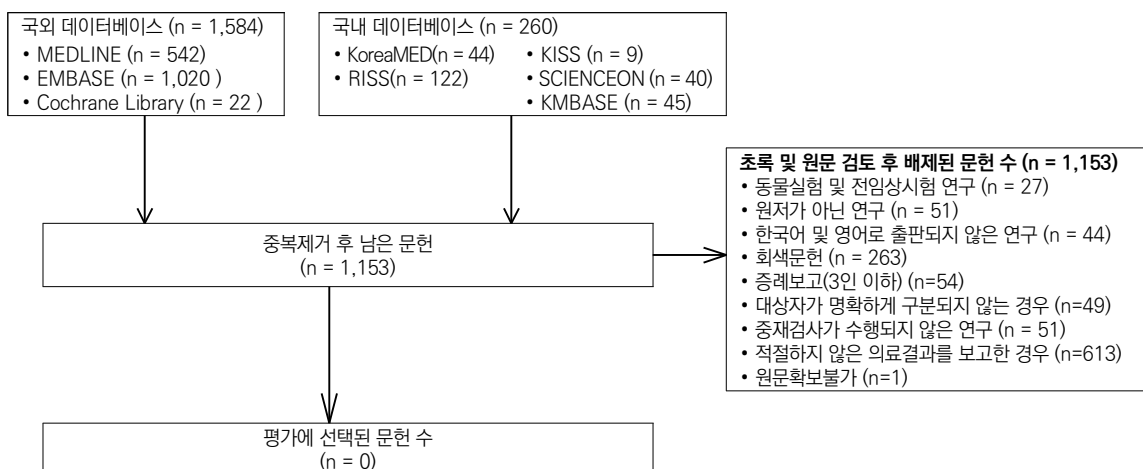 국외 데이터베이스 (n = 1,584)
• MEDLINE (n = 542)
• EMBASE (n = 1,020 )
• Cochrane Library (n = 22 )
국내 데이터베이스 (n = 260)
• KoreaMED(n = 44)
• RISS(n = 122)
• KISS (n = 9)
• SCIENCEON (n = 40)
• KMBASE (n = 45)
중복제거 후 남은 문헌
(n = 1,153)
초록 및 원문 검토 후 배제된 문헌 수 (n = 1,153)
• 동물실험 및 전임상시험 연구 (n = 27)
• 원저가 아닌 연구 (n = 51)
• 한국어 및 영어로 출판되지 않은 연구 (n = 44)
• 회색문헌 (n = 263)
• 증례보고(3인 이하) (n=54)
• 대상자가 명확하게 구분되지 않는 경우 (n=49)
• 중재검사가 수행되지 않은 연구 (n = 51)
• 적절하지 않은 의료결과를 보고한 경우 (n=613)
• 원문확보불가 (n=1)
평가에 선택된 문헌 수
(n = 0)